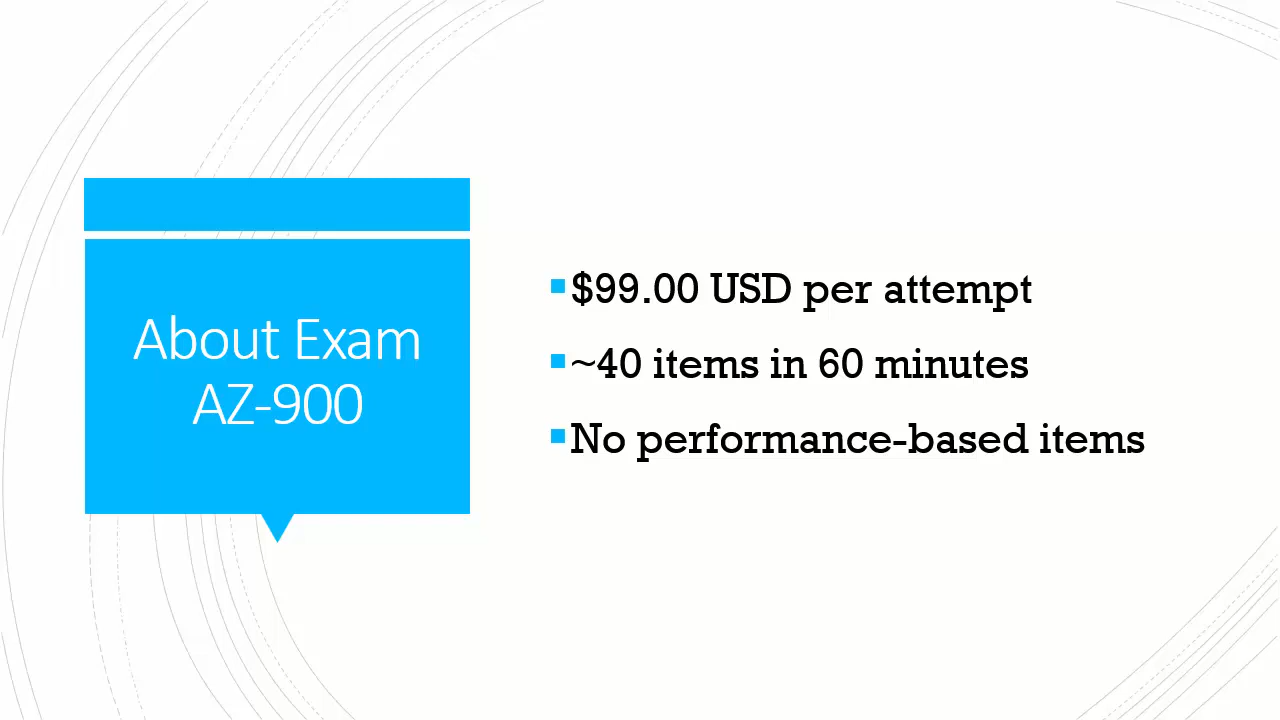 About Exam
AZ-900
$99.00 USD per attempt
~40 items in 60 minutes
No performance-based items